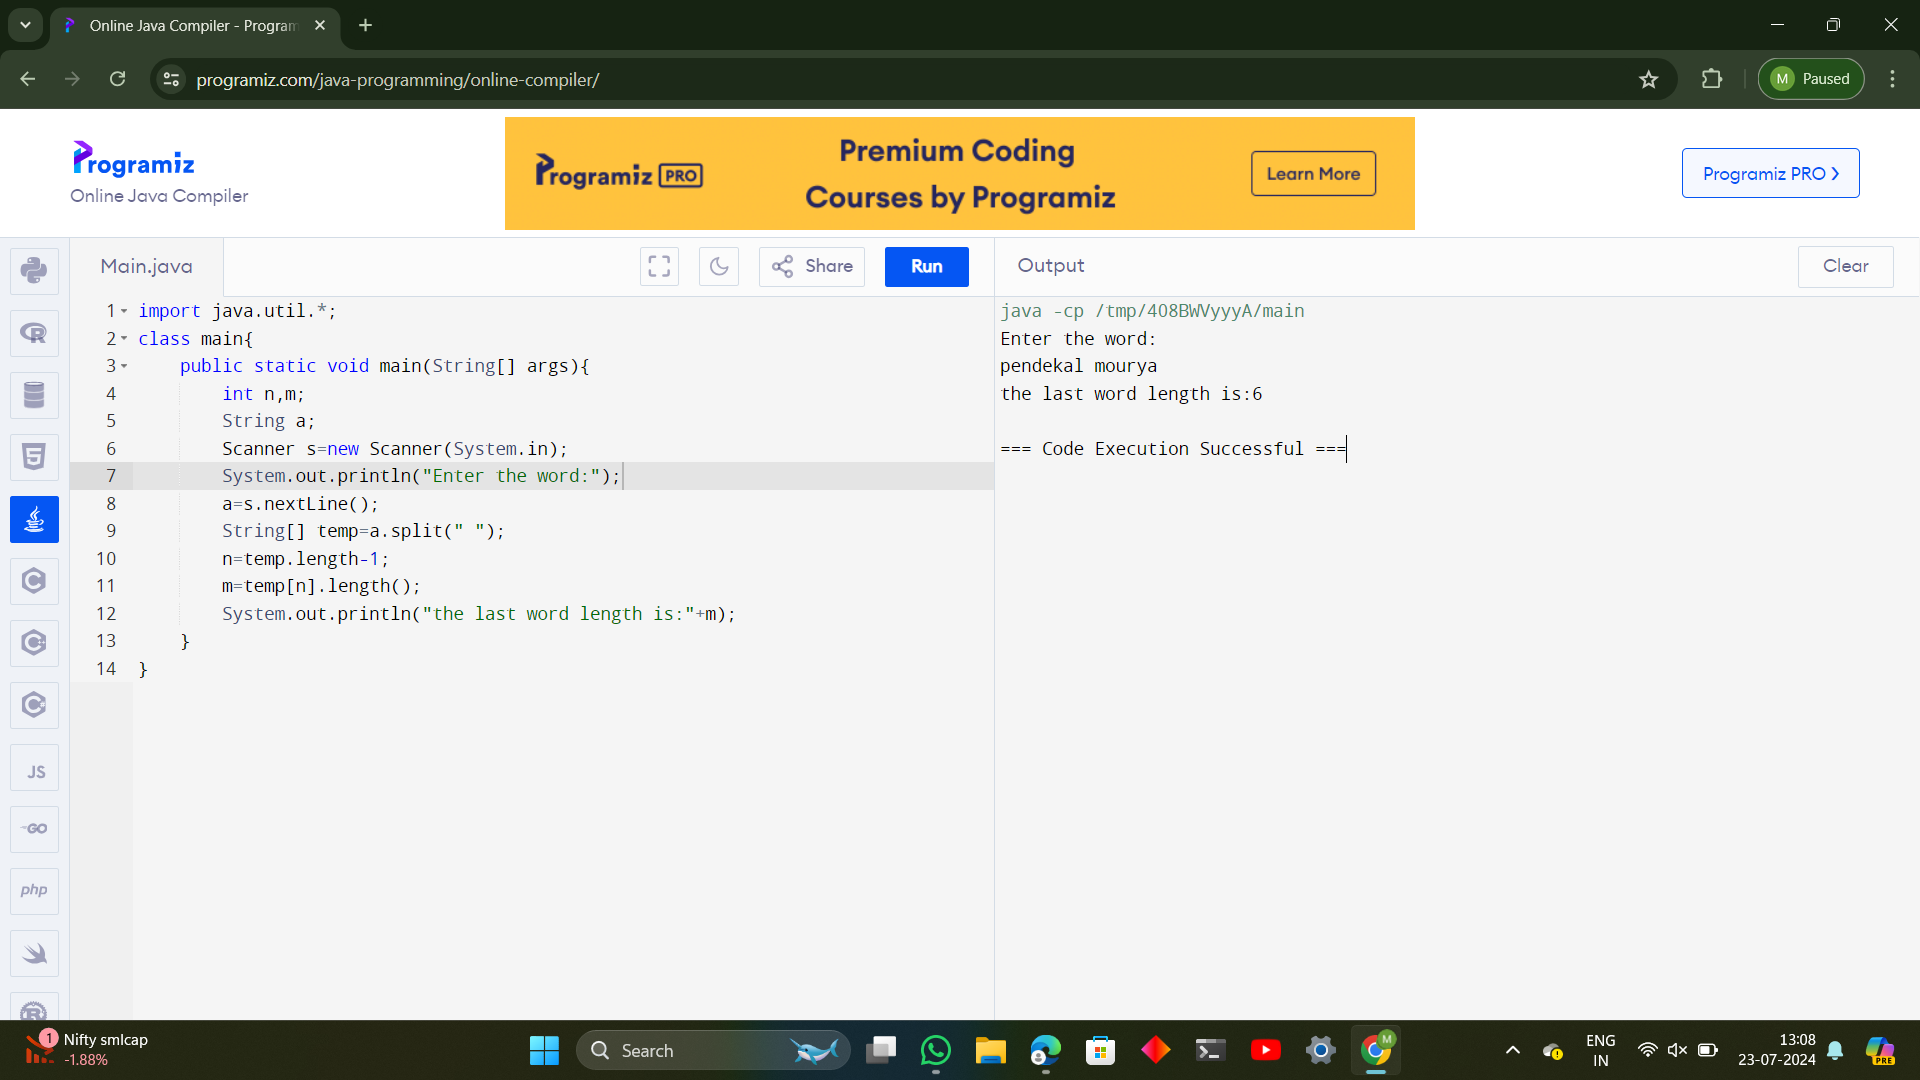 Online Java Compiler - Program
programiz.com/java-programming/online-compiler/
M Paused
Programiz
Online Java Compiler
Programiz PRO
Premium Coding
Courses by Programiz
Learn More
Programiz PRO
Main.java
Share
Run
Output
Clear
1 import java.util.*;
2 class main{
3 public static void main(String[] args){
4 int n,m;
5 String a;
6 Scanner s=new Scanner(System.in);
7 System.out.println("Enter the word:");
8 a=s.nextLine();
9 String[] temp=a.split(" ");
10 n=temp.length-1;
11 m=temp[n].length();
12 System.out.println("the last word length is:"+m);
13 }
14 }
java -cp /tmp/4O8BWVyyyA/main
Enter the word:
pendekal mourya
the last word length is:6
=== Code Execution Successful ===
R
5
C
C
C
JS
GO
php
R
1
Nifty smlcap
-1.88%
Search
M
ENG
IN
13:08
23-07-2024
PRE